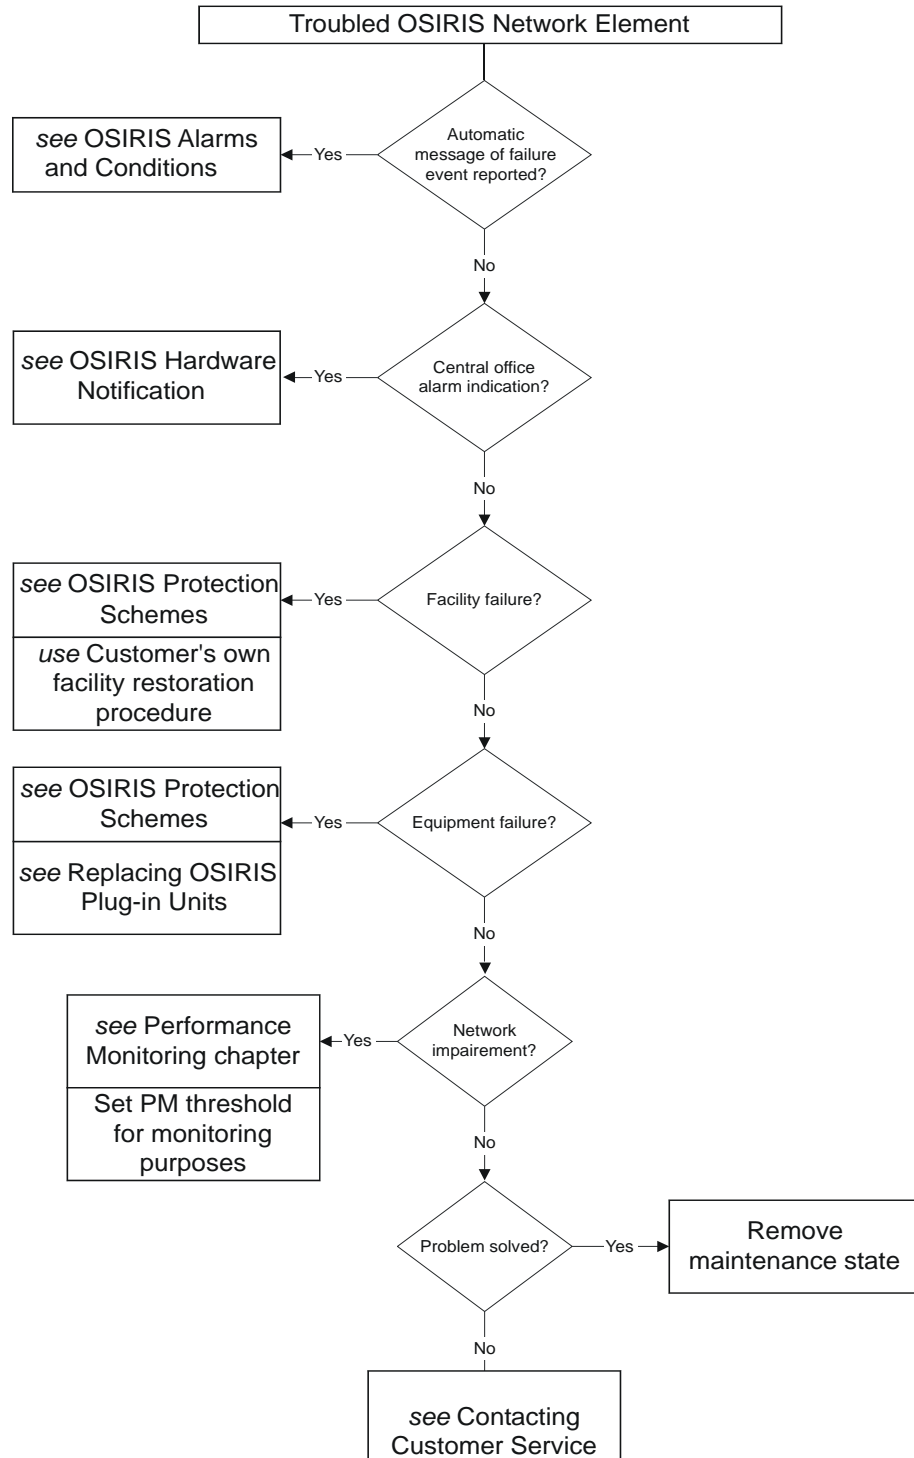 Troubled OSIRIS Network Element
Automatic
message of failure
event reported?
Yes
see OSIRIS Alarms
and Conditions
No
Central office
alarm indication?
Yes
see OSIRIS Hardware
Notification
No
Facility failure?
Yes
see OSIRIS Protection
Schemes
use Customer's own
facility restoration
procedure
No
Equipment failure?
Yes
see OSIRIS Protection
Schemes
see Replacing OSIRIS
Plug-in Units
No
Network
impairement?
Yes
see Performance
Monitoring chapter
Set PM threshold
for monitoring
purposes
No
Problem solved?
Yes
Remove
maintenance state
No
see Contacting
Customer Service